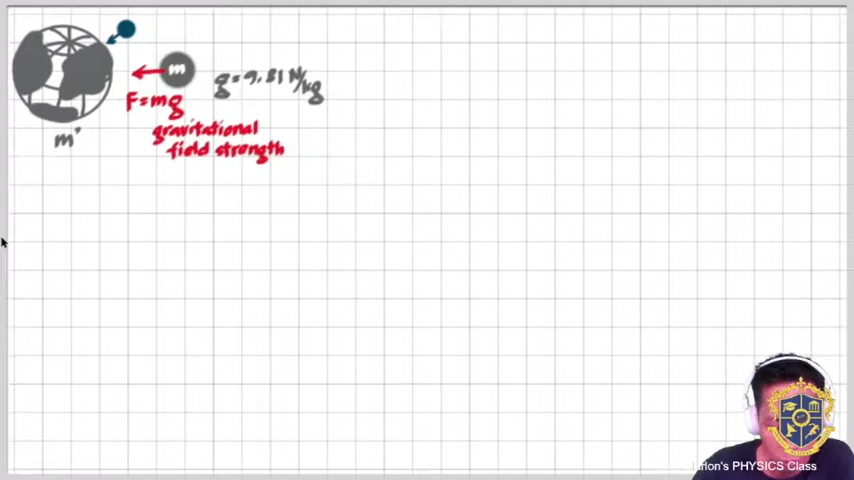 m
g = 9.81 N/kg
F = mg
gravitational
field strength
m'
PHYSICS Class